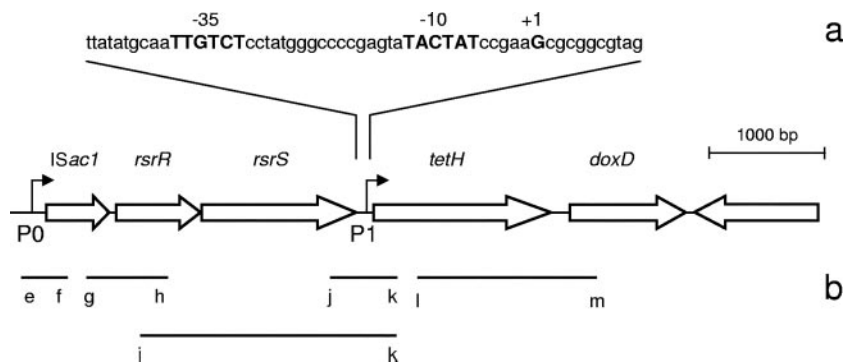 -35 -10 +1
ttatatgcaaTTGTCTcctatgggccccgagtaTACTATccgaaGcgcggcgtag
a
1000 bp
ISac1 rsrR rsrS tetH doxD
P0 P1
e f g h j k l m
b
i k